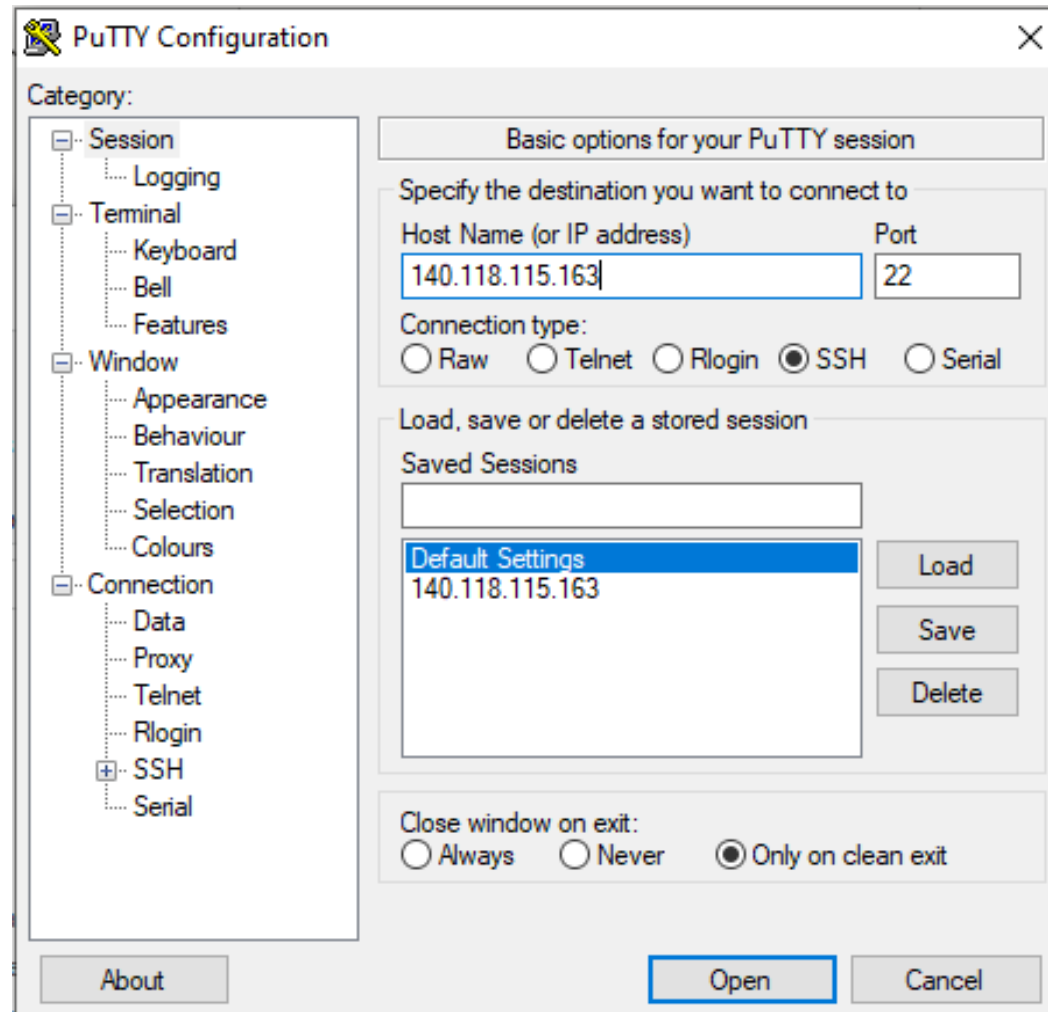 PuTTY Configuration
Category:
Session
Logging
Terminal
Keyboard
Bell
Features
Window
Appearance
Behaviour
Translation
Selection
Colours
Connection
Data
Proxy
Telnet
Rlogin
SSH
Serial
Basic options for your PuTTY session
Specify the destination you want to connect to
Host Name (or IP address) Port
140.118.115.163 22
Connection type:
Raw Telnet Rlogin SSH Serial
Load, save or delete a stored session
Saved Sessions
Default Settings
140.118.115.163
Load
Save
Delete
Close window on exit:
Always Never Only on clean exit
About Open Cancel